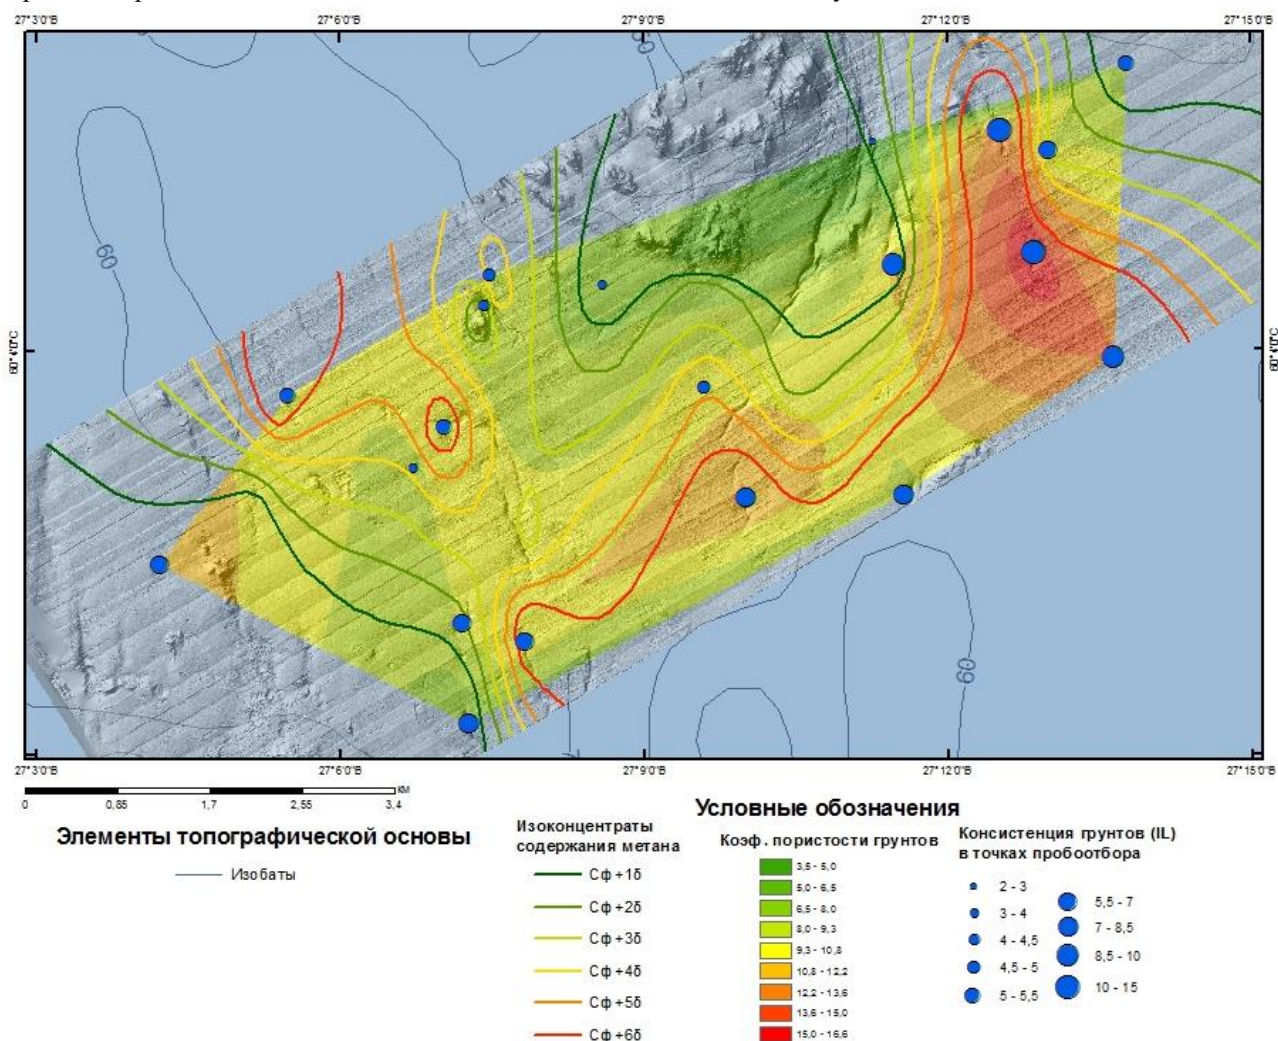 27°3'0"В 27°6'0"В 27°9'0"В 27°12'0"В 27°15'0"В
60
60°4'0"С 60°4'0"С
60
27°3'0"В 27°6'0"В 27°9'0"В 27°12'0"В 27°15'0"В
км
0 0,85 1,7 2,55 3,4
Элементы топографической основы
Изобаты
Условные обозначения
Изоконцентраты
содержания метана
Сф+1б
Сф+2б
Сф+3б
Сф+4б
Сф+5б
Сф+6б
Коэф. пористости грунтов
3,5 - 5,0
5,0 - 6,5
6,5 - 8,0
8,0 - 9,3
9,3 - 10,8
10,8 - 12,2
12,2 - 13,6
13,6 - 15,0
15,0 - 16,6
Консистенция грунтов (IL)
в точках пробоотбора
2 - 3
3 - 4
4 - 4,5
4,5 - 5
5 - 5,5
5,5 - 7
7 - 8,5
8,5 - 10
10 - 15